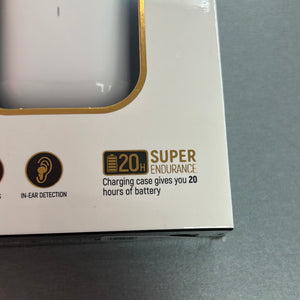 20H SUPER
ENDURANCE
Charging case gives you 20
hours of battery
IN-EAR DETECTION